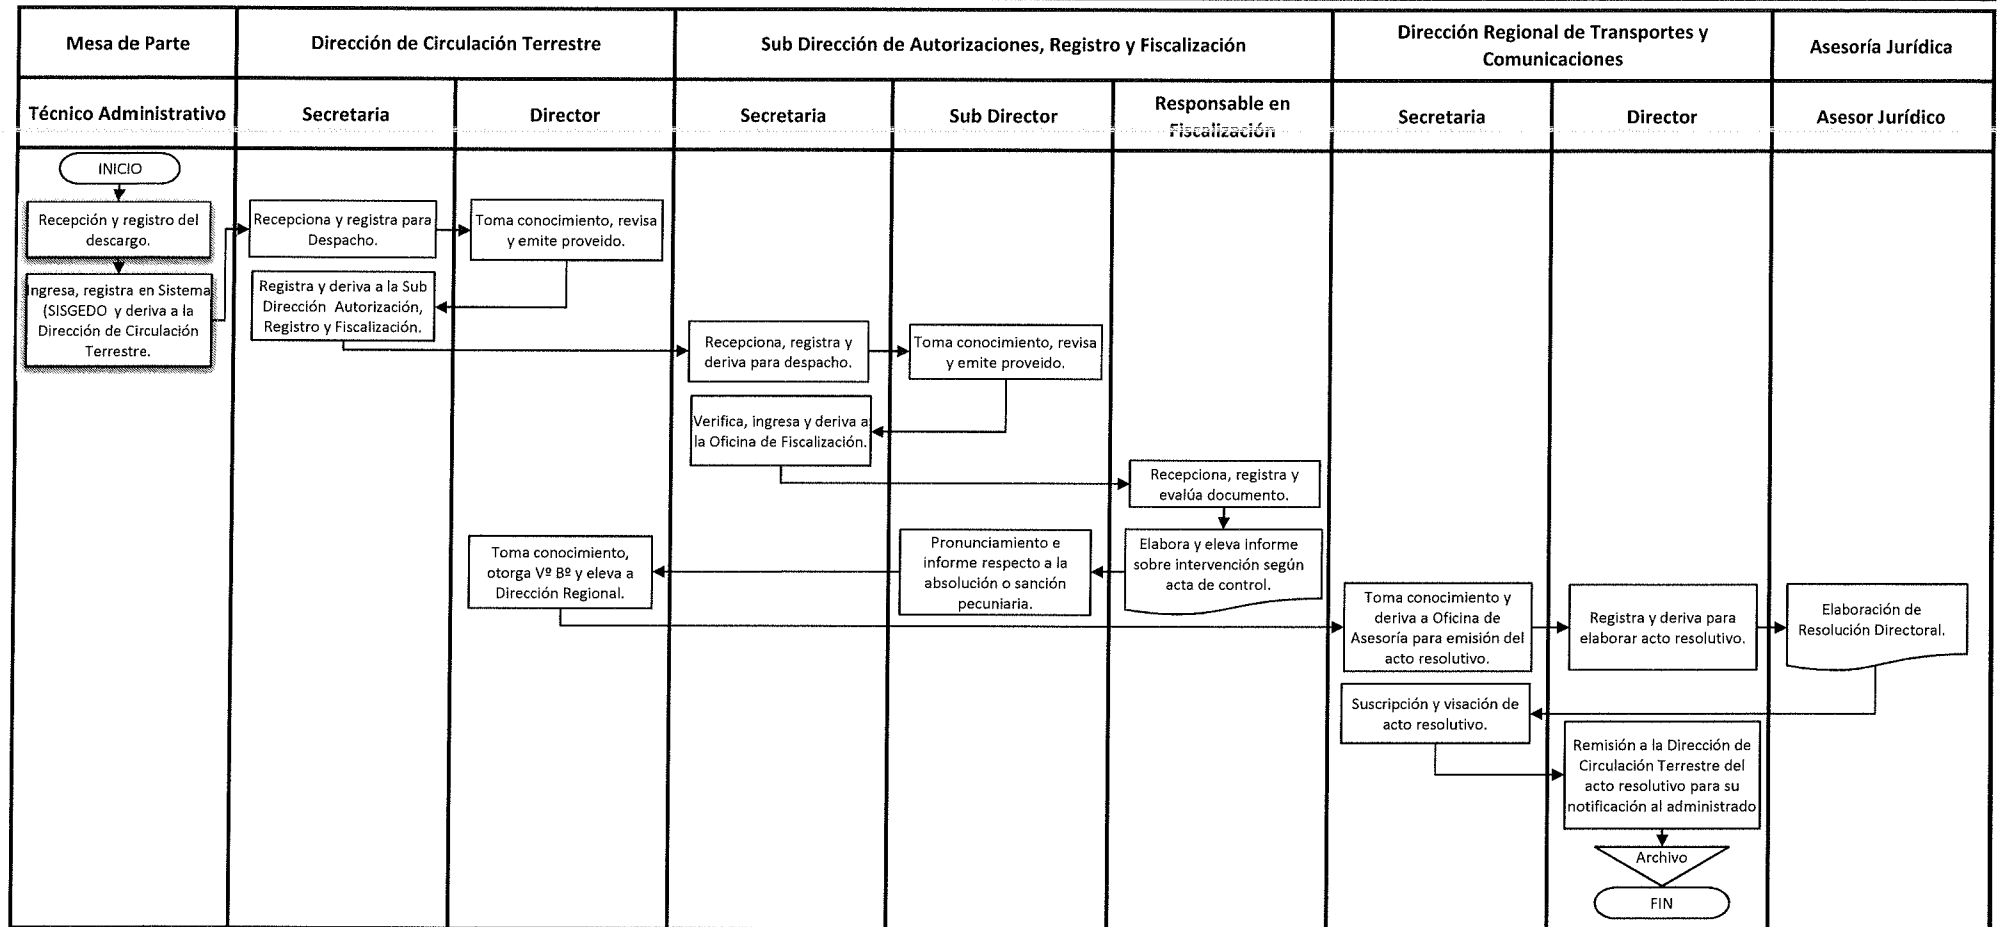 Mesa de Parte
Dirección de Circulación Terrestre
Sub Dirección de Autorizaciones, Registro y Fiscalización
Dirección Regional de Transportes y
Comunicaciones
Asesoría Jurídica
Técnico Administrativo
Secretaria
Director
Secretaria
Sub Director
Responsable en
Fiscalización
Secretaria
Director
Asesor Jurídico
INICIO
Recepción y registro del
descargo.
Ingresa, registra en Sistema
(SISGEDO y deriva a la
Dirección de Circulación
Terrestre.
Recepciona y registra para
Despacho.
Toma conocimiento, revisa
y emite proveido.
Registra y deriva a la Sub
Dirección Autorización,
Registro y Fiscalización.
Recepciona, registra y
deriva para despacho.
Toma conocimiento, revisa
y emite proveido.
Verifica, ingresa y deriva a
la Oficina de Fiscalización.
Recepciona, registra y
evalúa documento.
Elabora y eleva informe
sobre intervención según
acta de control.
Pronunciamiento e
informe respecto a la
absolución o sanción
pecuniaria.
Toma conocimiento,
otorga Vº Bº y eleva a
Dirección Regional.
Toma conocimiento y
deriva a Oficina de
Asesoría para emisión del
acto resolutivo.
Registra y deriva para
elaborar acto resolutivo.
Elaboración de
Resolución Directoral.
Suscripción y visación de
acto resolutivo.
Remisión a la Dirección de
Circulación Terrestre del
acto resolutivo para su
notificación al administrado
Archivo
FIN